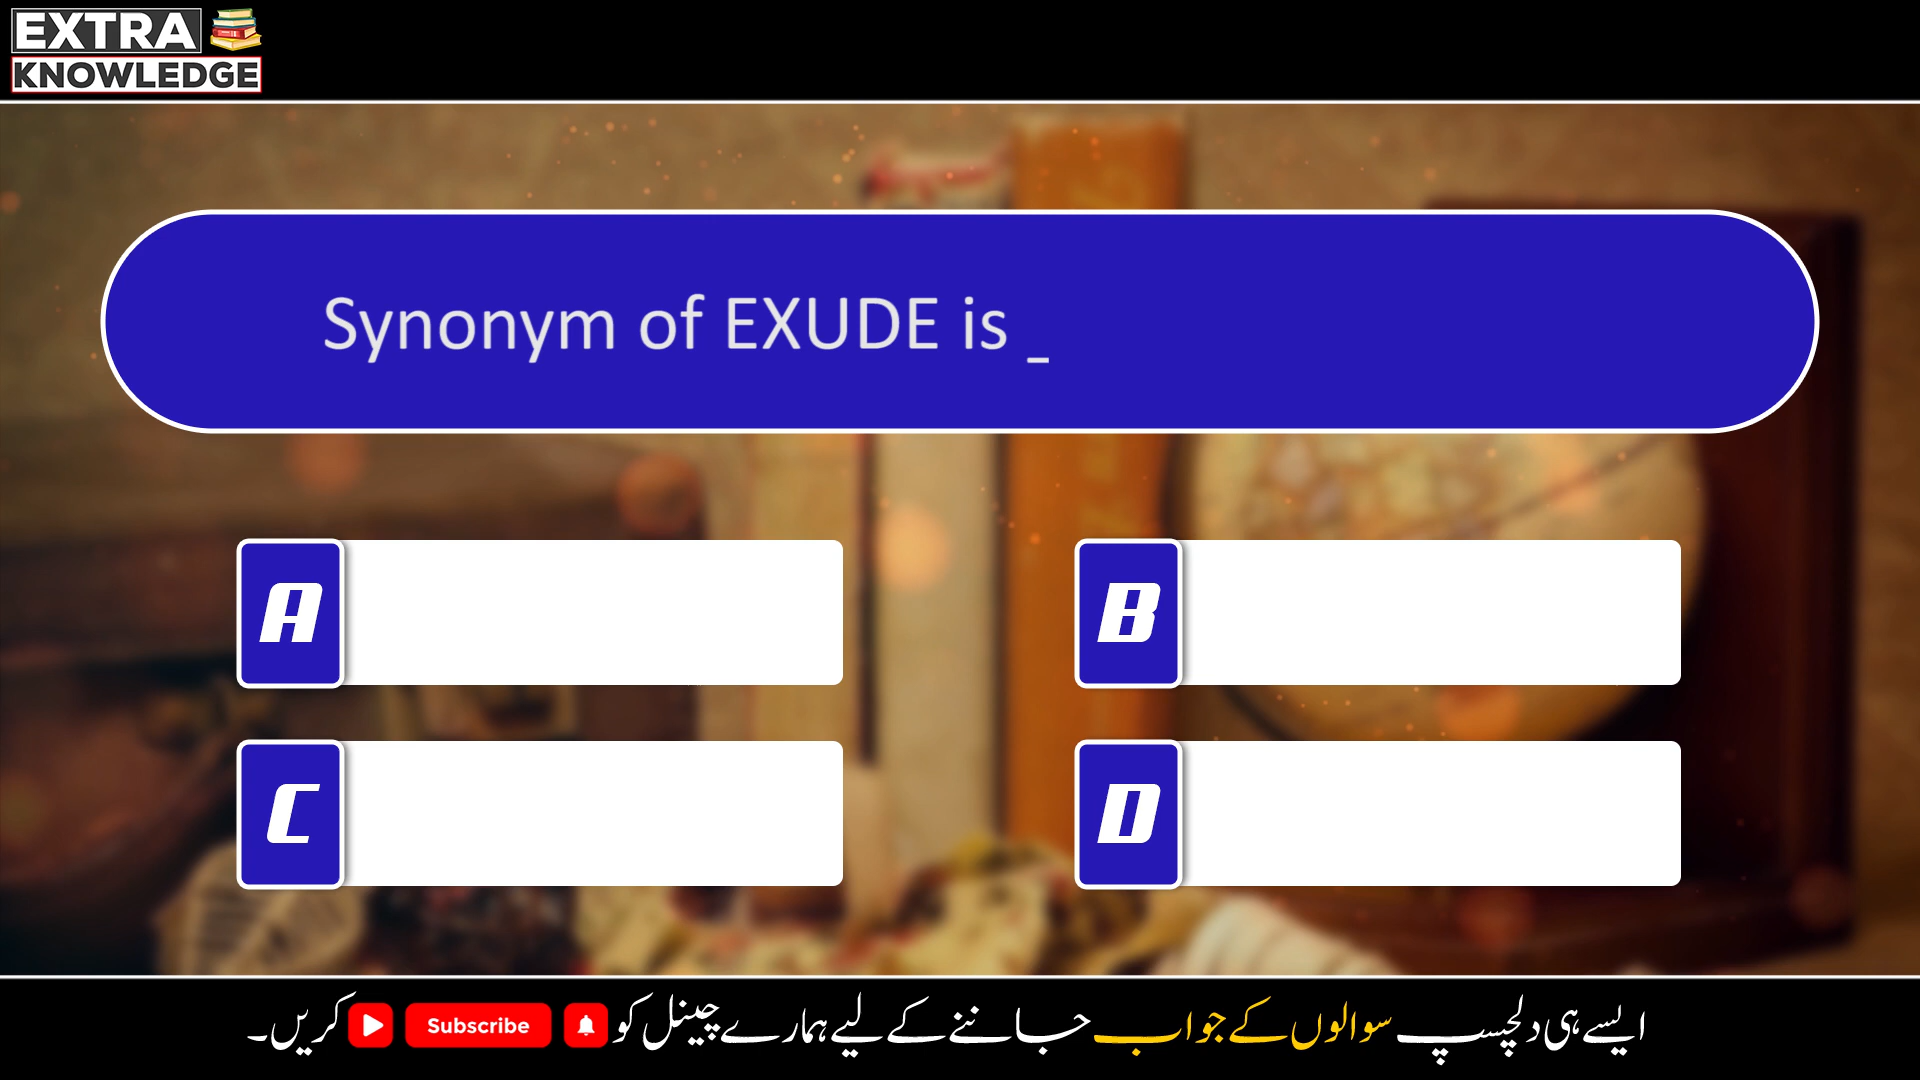 EXTRA
KNOWLEDGE
Synonym of EXUDE is _
A
B
C
D
ایسے ہی دلچسپ سوالوں کے جواب جاننے کے لیے ہمارے چینل کو Subscribe کریں۔